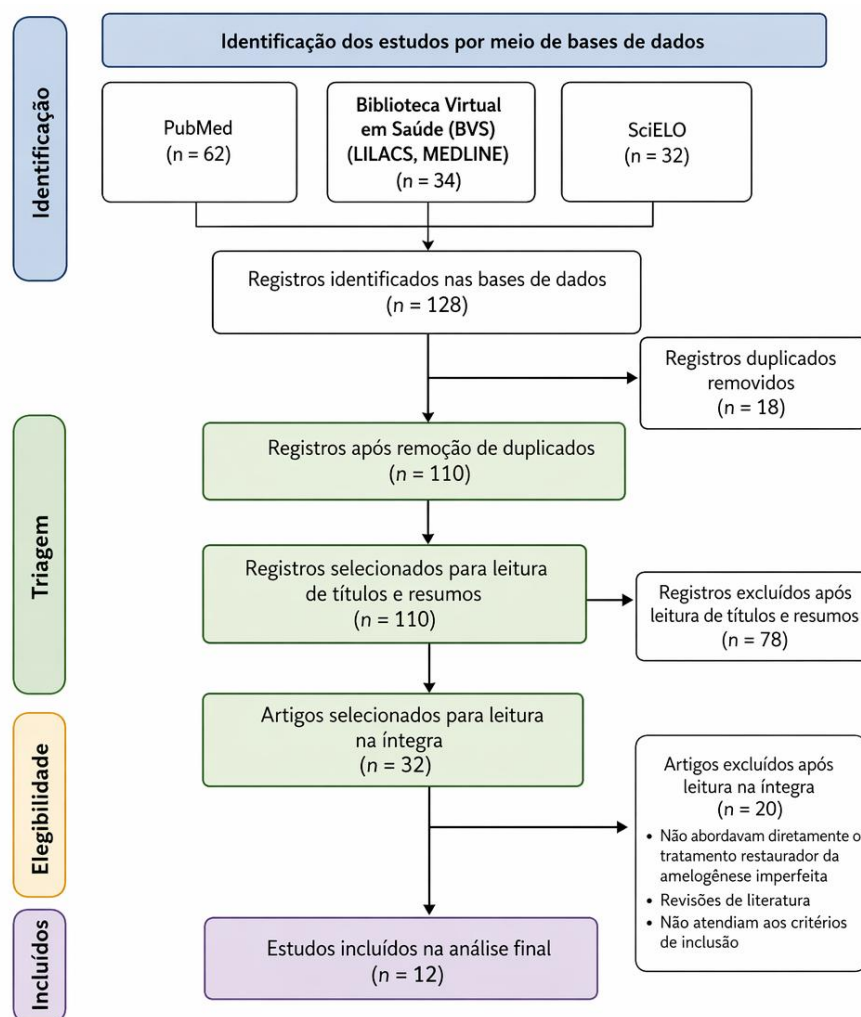 Identificação dos estudos por meio de bases de dados
Identificação
PubMed
(n = 62)
Biblioteca Virtual
em Saúde (BVS)
(LILACS, MEDLINE)
(n = 34)
SciELO
(n = 32)
Registros identificados nas bases de dados
(n = 128)
Registros duplicados
removidos
(n = 18)
Triagem
Registros após remoção de duplicados
(n = 110)
Registros selecionados para leitura
de títulos e resumos
(n = 110)
Registros excluídos após
leitura de títulos e resumos
(n = 78)
Elegibilidade
Artigos selecionados para leitura
na íntegra
(n = 32)
Artigos excluídos após
leitura na íntegra
(n = 20)
• Não abordavam diretamente o
tratamento restaurador da
amelogênese imperfeita
• Revisões de literatura
• Não atendiam aos critérios
de inclusão
Incluídos
Estudos incluídos na análise final
(n = 12)